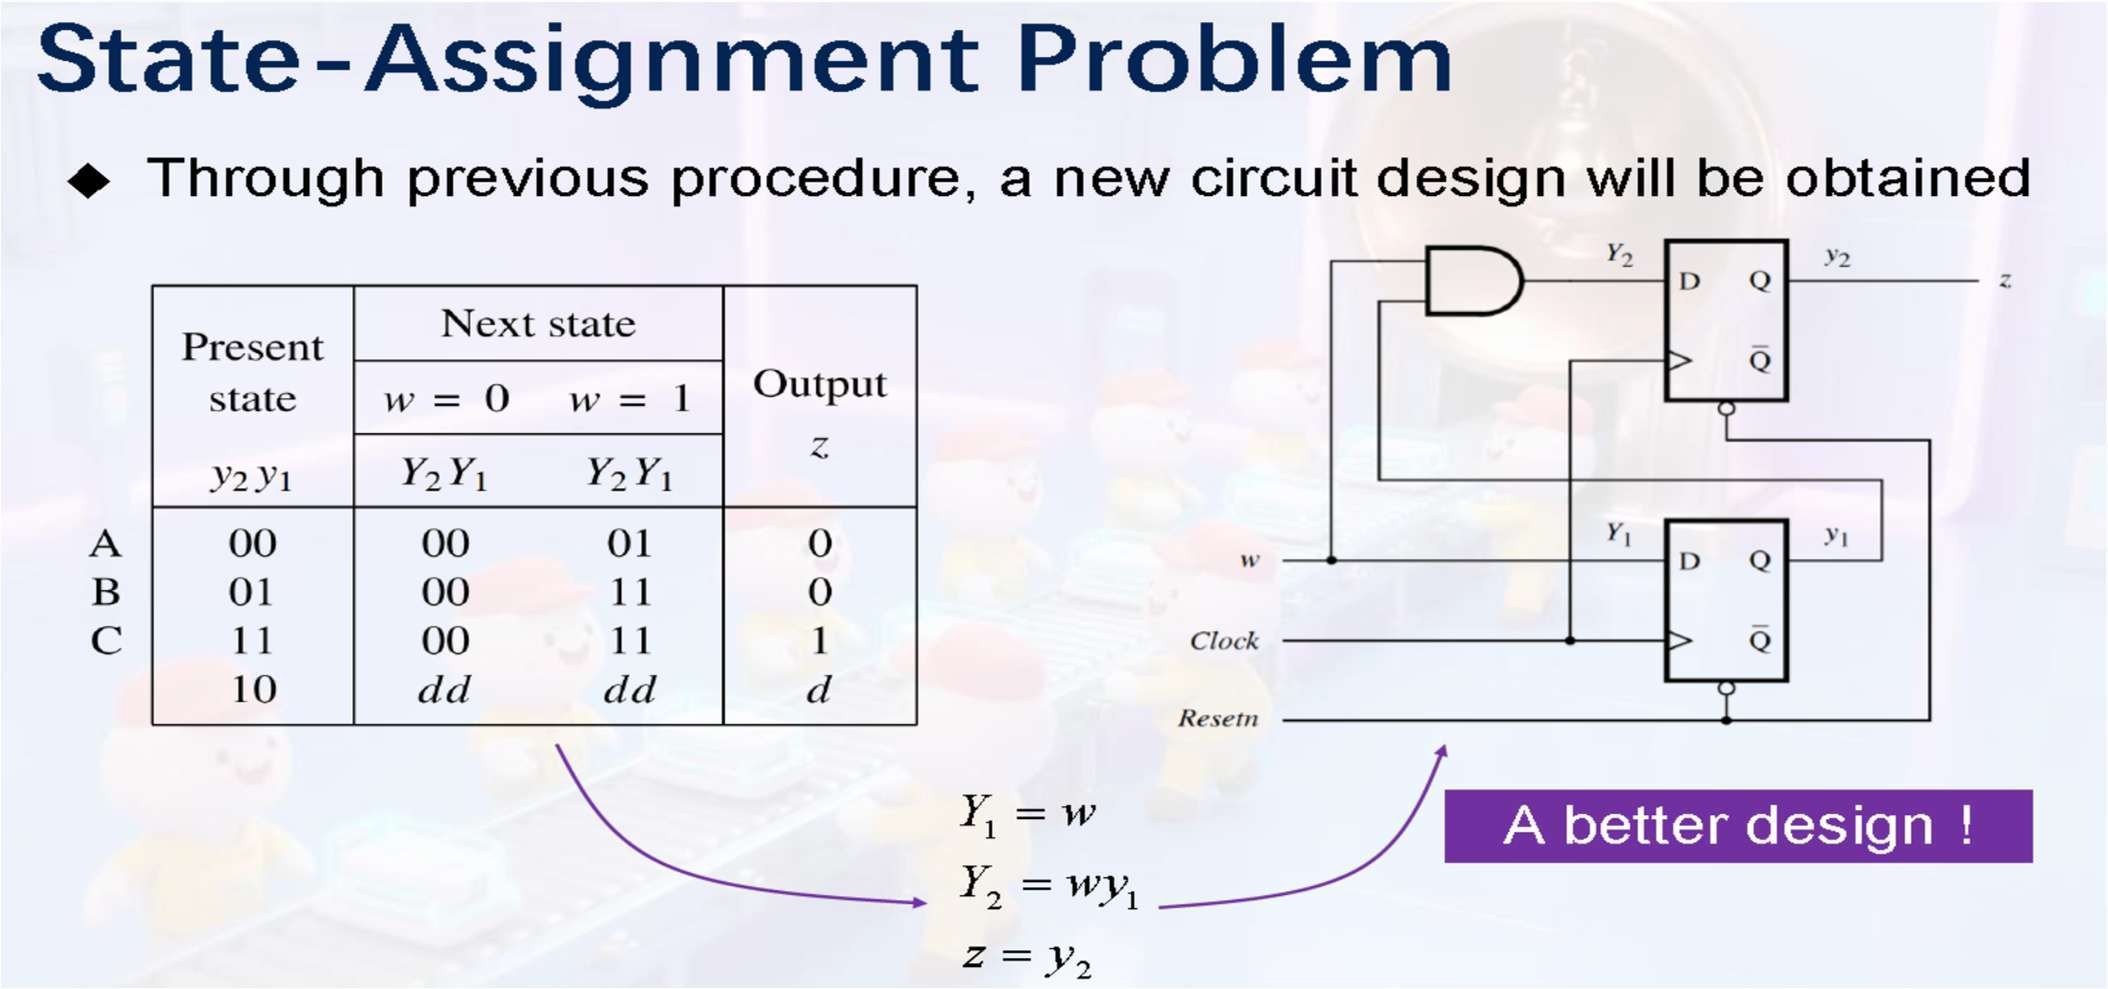 State-Assignment Problem
◆ Through previous procedure, a new circuit design will be obtained
Present state y₂y₁ Next state Output z
w = 0 w = 1
Y₂Y₁ Y₂Y₁
A 00 00 01 0
B 01 00 11 0
C 11 00 11 1
10 dd dd d
Y₂ y₂
D Q z
Q̅
Y₁ y₁
w D Q
Clock Q̅
Resetn
Y₁ = w
Y₂ = wy₁
z = y₂
A better design !